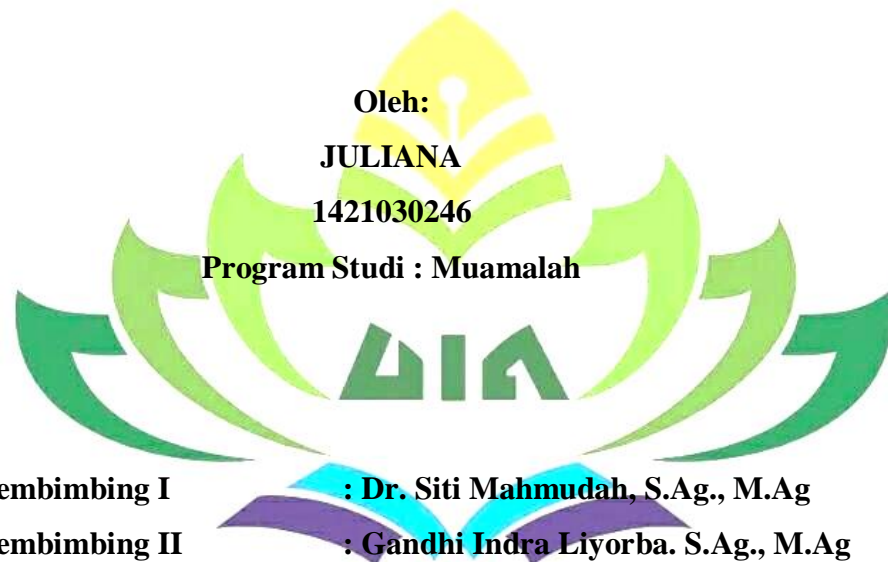 Oleh:
JULIANA
1421030246
Program Studi : Muamalah
UIN
embimbing I : Dr. Siti Mahmudah, S.Ag., M.Ag
embimbing II : Gandhi Indra Liyorba. S.Ag., M.Ag